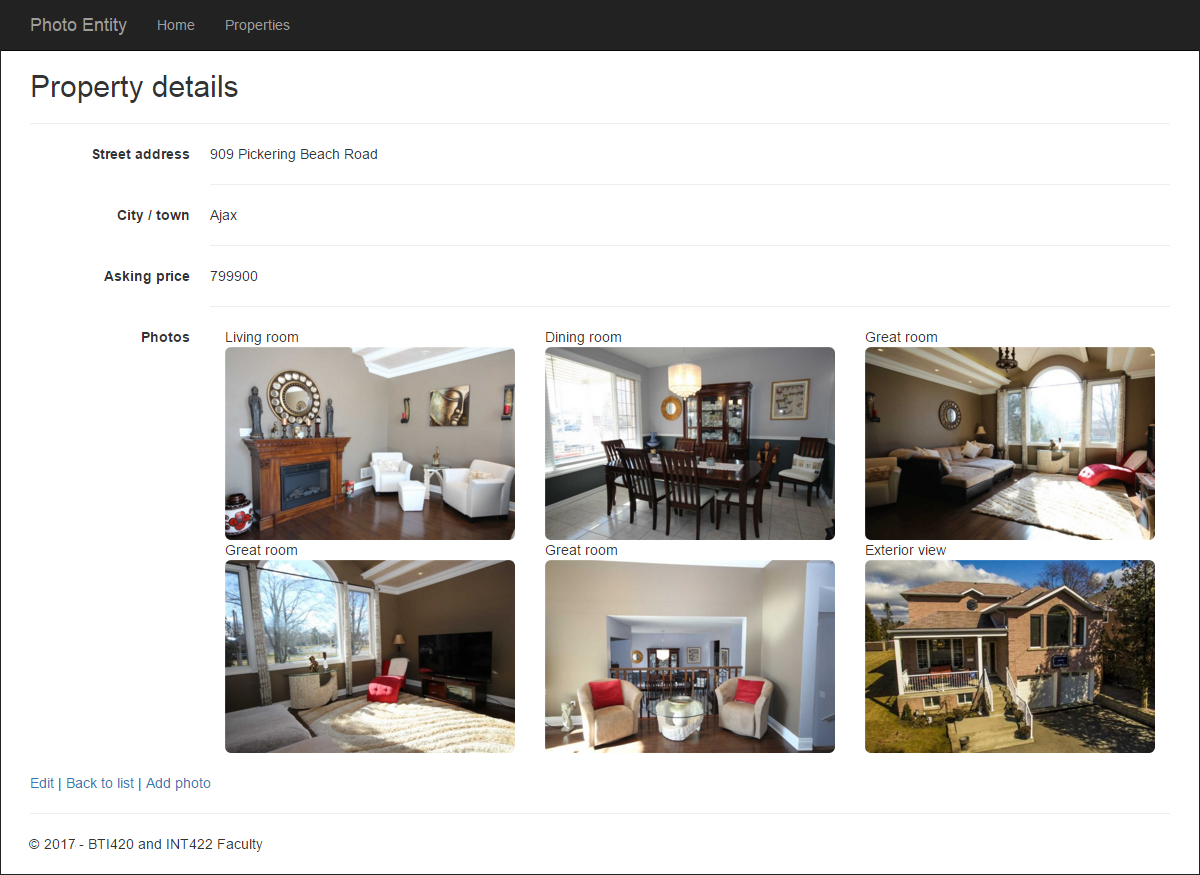 Photo Entity Home Properties
Property details
Street address 909 Pickering Beach Road
City / town Ajax
Asking price 799900
Photos Living room Dining room Great room
Great room Great room Exterior view
Edit | Back to list | Add photo
© 2017 - BTI420 and INT422 Faculty